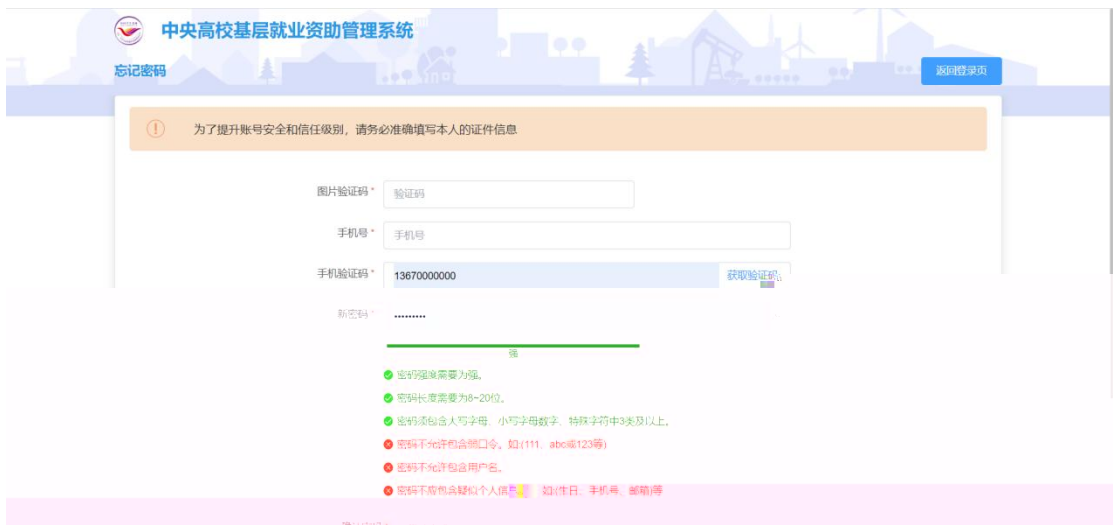 中央高校基层就业资助管理系统
忘记密码
返回登录页
为了提升账号安全和信任级别，请务必准确填写本人的证件信息
图片验证码 *
验证码
手机号 *
手机号
手机验证码 *
13670000000
获取验证码
新密码 *
•••••••••
强
密码强度需要为强。
密码长度需要为8~20位。
密码须包含大写字母、小写字母数字、特殊字符中3类及以上。
密码不允许包含弱口令。如:(111、abc或123等)
密码不允许包含用户名。
密码不应包含疑似个人信息 如:(生日、手机号、邮箱)等